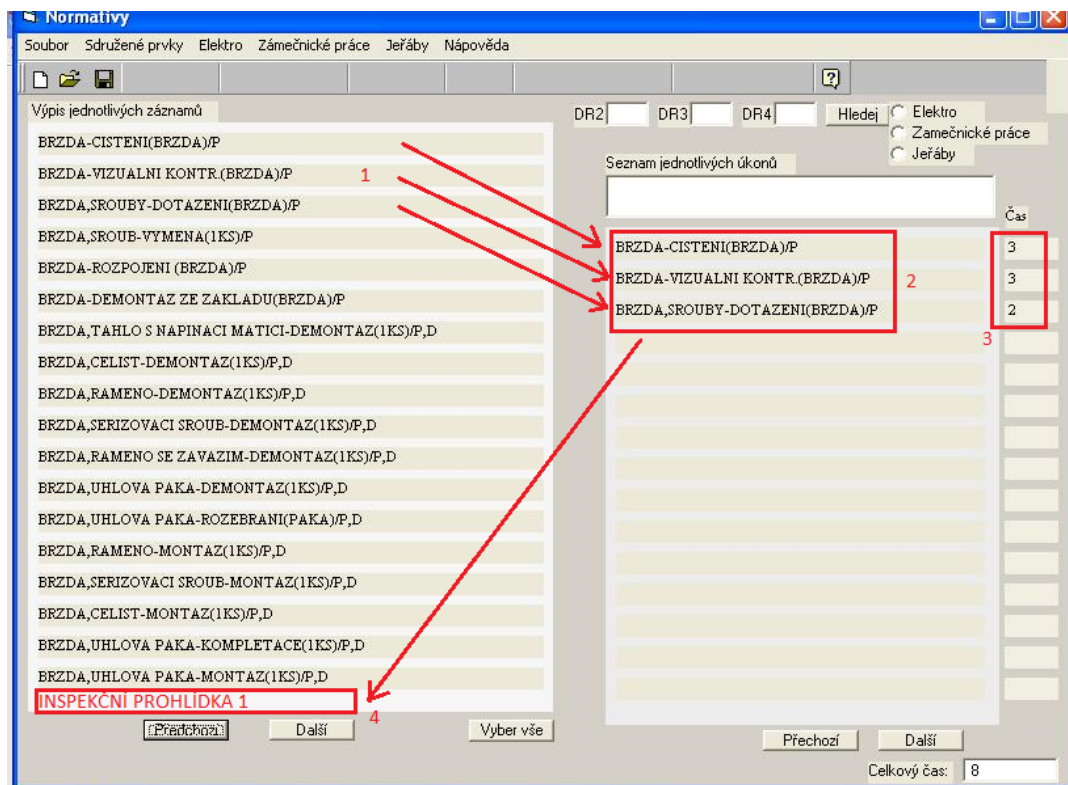 Normativy
Soubor Sdružené prvky Elektro Zámečnické práce Jeřáby Nápověda
Výpis jednotlivých záznamů
DR2 DR3 DR4 Hledej Elektro
Zamečnické práce
Jeřáby
Seznam jednotlivých úkonů
Čas
BRZDA-CISTENI(BRZDA)/P
BRZDA-VIZUALNI KONTR.(BRZDA)/P 1
BRZDA,SROUBY-DOTAZENI(BRZDA)/P
BRZDA,SROUB-VYMENA(1KS)/P
BRZDA-ROZPOJENI (BRZDA)/P
BRZDA-DEMONTAZ ZE ZAKLADU(BRZDA)/P
BRZDA,TAHLO S NAPINACI MATICI-DEMONTAZ(1KS)/P,D
BRZDA,CELIST-DEMONTAZ(1KS)/P,D
BRZDA,RAMENO-DEMONTAZ(1KS)/P,D
BRZDA,SERIZOVACI SROUB-DEMONTAZ(1KS)/P,D
BRZDA,RAMENO SE ZAVAZIM-DEMONTAZ(1KS)/P,D
BRZDA,UHLOVA PAKA-DEMONTAZ(1KS)/P,D
BRZDA,UHLOVA PAKA-ROZEBRANI(PAKA)/P,D
BRZDA,RAMENO-MONTAZ(1KS)/P,D
BRZDA,SERIZOVACI SROUB-MONTAZ(1KS)/P,D
BRZDA,CELIST-MONTAZ(1KS)/P,D
BRZDA,UHLOVA PAKA-KOMPLETACE(1KS)/P,D
BRZDA,UHLOVA PAKA-MONTAZ(1KS)/P,D
INSPEKČNÍ PROHLÍDKA 1
4
Předchozí Další Vyber vše
BRZDA-CISTENI(BRZDA)/P 3
BRZDA-VIZUALNI KONTR.(BRZDA)/P 2 3
BRZDA,SROUBY-DOTAZENI(BRZDA)/P 2
3
Přechozí Další
Celkový čas: 8